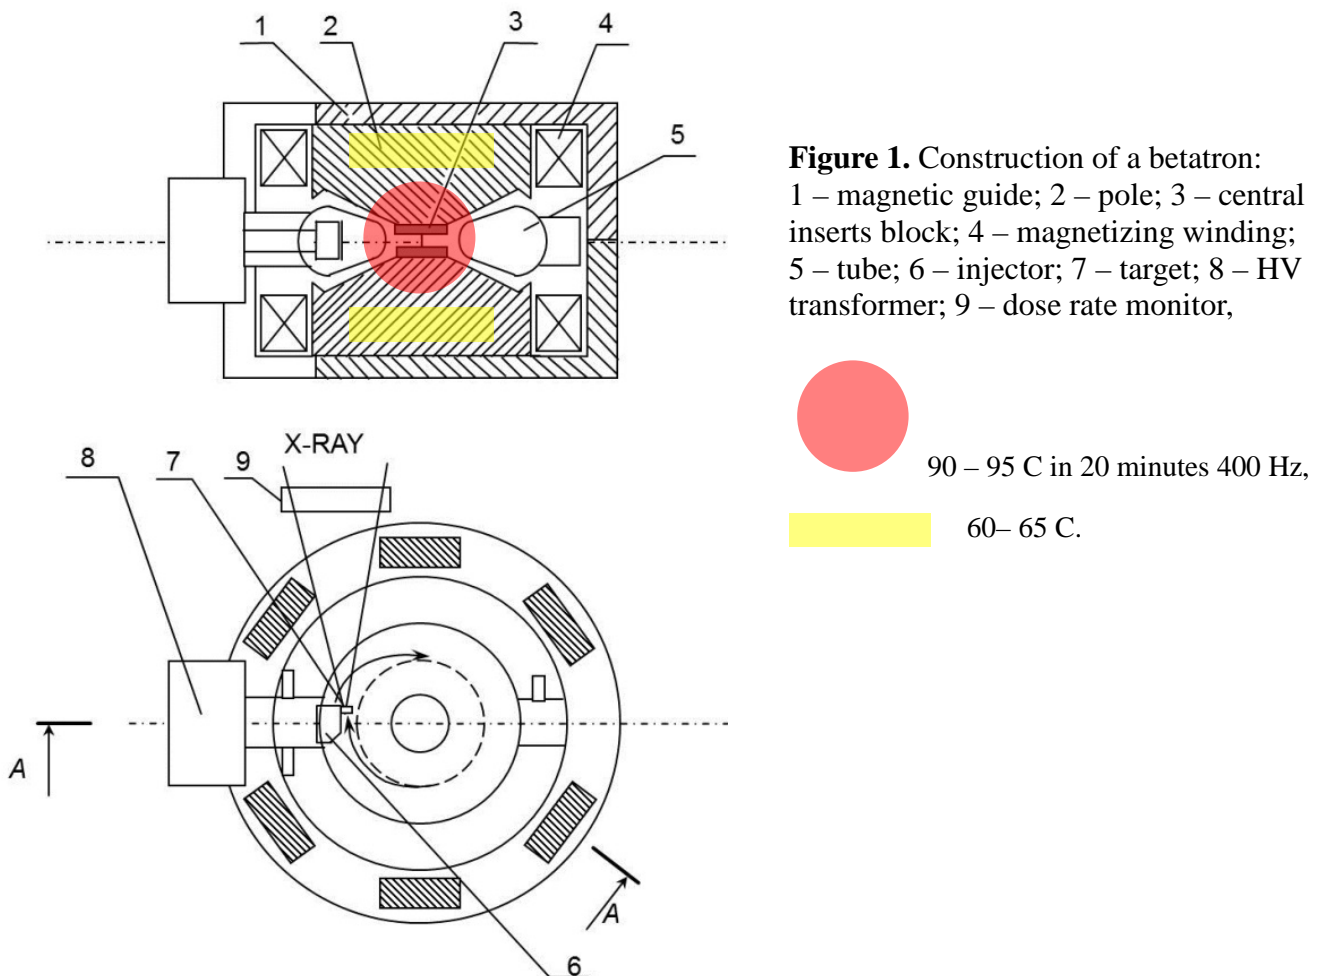 1 2 3 4
5
Figure 1. Construction of a betatron:
1 – magnetic guide; 2 – pole; 3 – central
inserts block; 4 – magnetizing winding;
5 – tube; 6 – injector; 7 – target; 8 – HV
transformer; 9 – dose rate monitor,
90 – 95 C in 20 minutes 400 Hz,
60– 65 C.
X-RAY
8 7 9
A
A
6